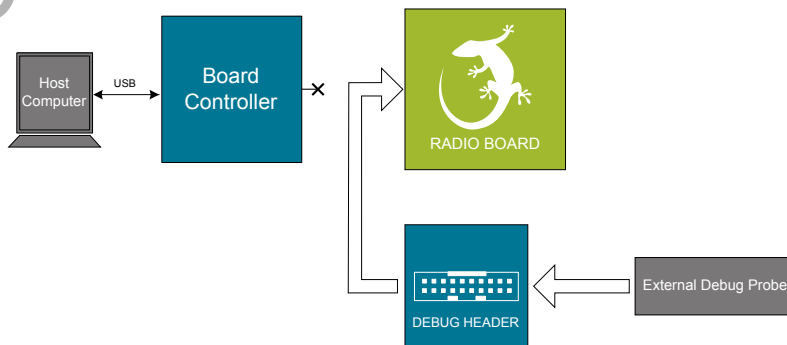 Host
Computer
USB
Board
Controller
RADIO BOARD
DEBUG HEADER
External Debug Probe